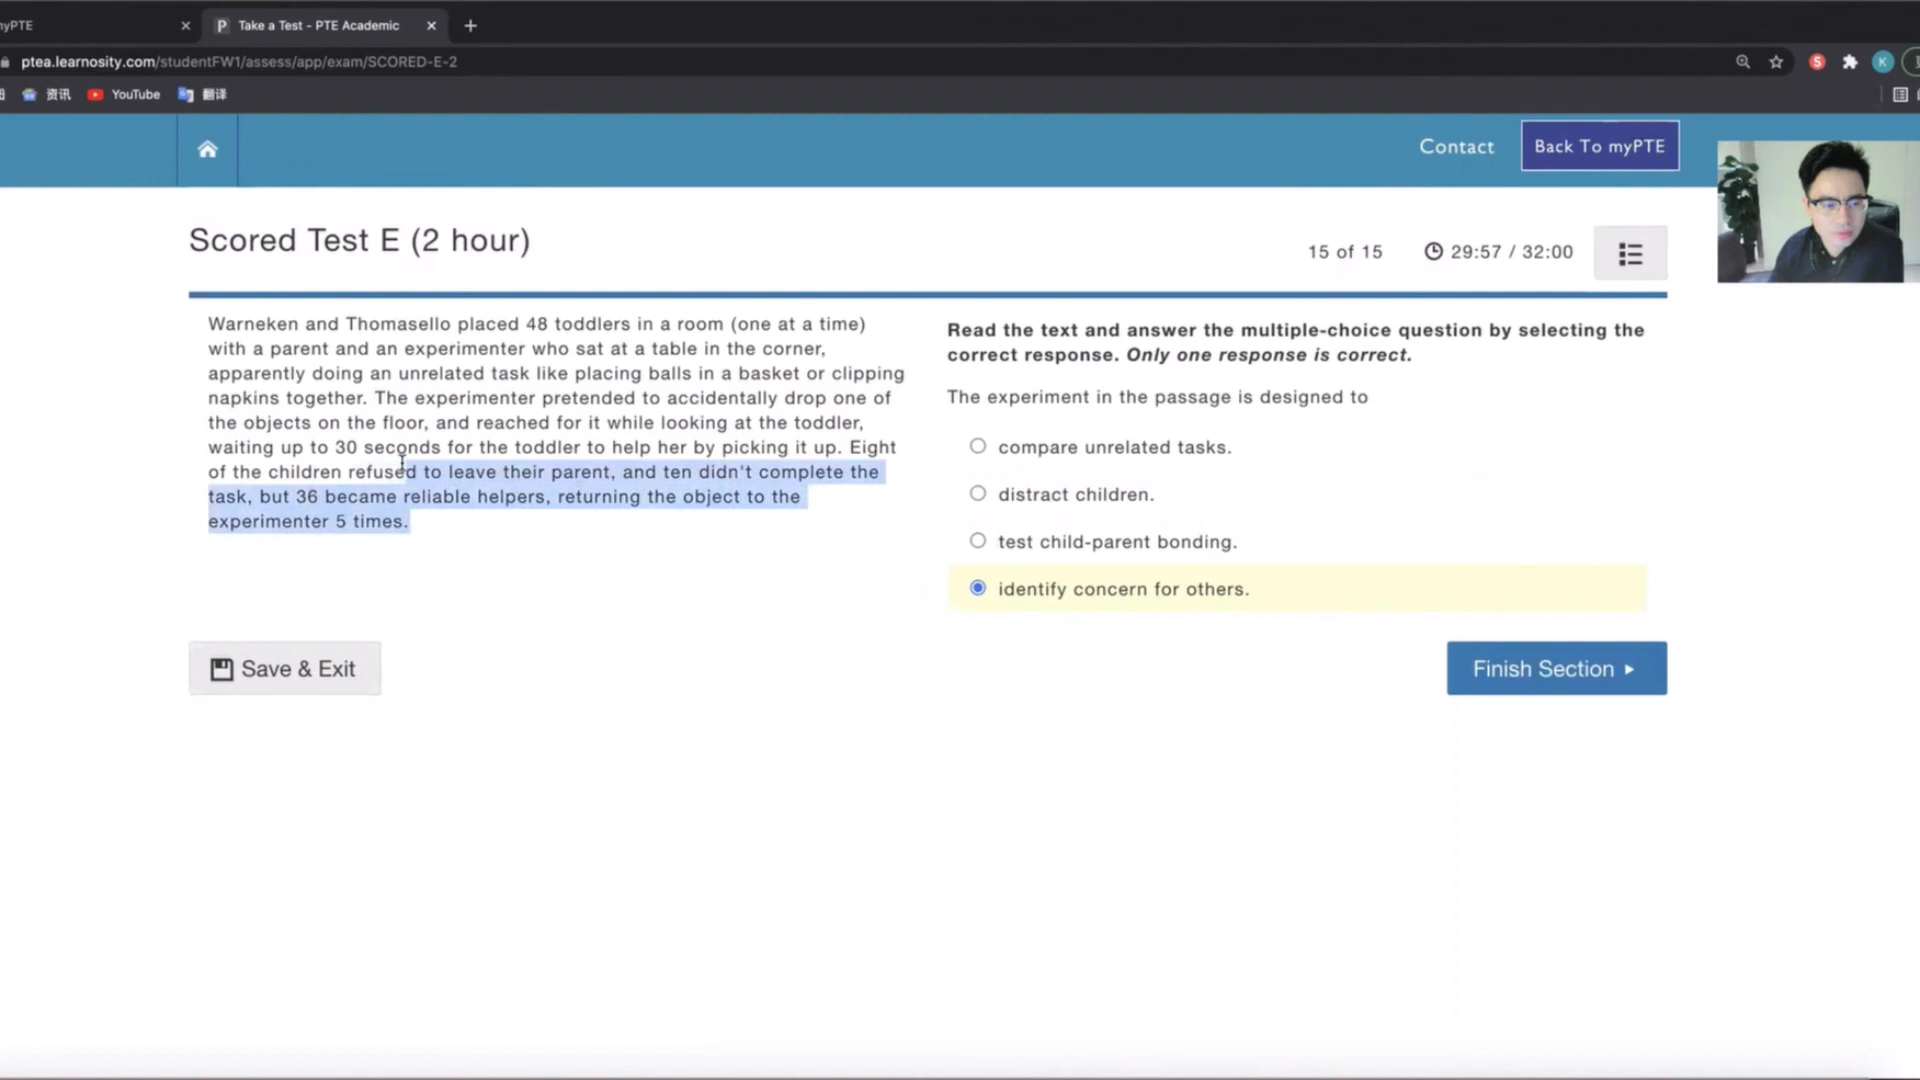 myPTE
Take a Test - PTE Academic
ptea.learnosity.com/studentFW1/assess/app/exam/SCORED-E-2
资讯
YouTube
翻译
Contact
Back To myPTE
Scored Test E (2 hour)
15 of 15
29:57 / 32:00
Warneken and Thomasello placed 48 toddlers in a room (one at a time)
with a parent and an experimenter who sat at a table in the corner,
apparently doing an unrelated task like placing balls in a basket or clipping
napkins together. The experimenter pretended to accidentally drop one of
the objects on the floor, and reached for it while looking at the toddler,
waiting up to 30 seconds for the toddler to help her by picking it up. Eight
of the children refused to leave their parent, and ten didn't complete the
task, but 36 became reliable helpers, returning the object to the
experimenter 5 times.
Read the text and answer the multiple-choice question by selecting the
correct response. Only one response is correct.
The experiment in the passage is designed to
compare unrelated tasks.
distract children.
test child-parent bonding.
identify concern for others.
Save & Exit
Finish Section